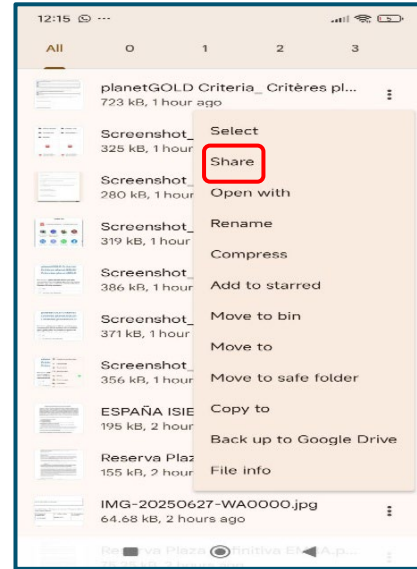 12:15 ...
All 0 1 2 3
planetGOLD Criteria_ Critères pl...
723 kB, 1 hour ago
Screenshot_
325 kB, 1 hour
Screenshot_
280 kB, 1 hour
Screenshot_
319 kB, 1 hour
Screenshot_
386 kB, 1 hour
Screenshot_
371 kB, 1 hour
Screenshot_
356 kB, 1 hour
ESPAÑA ISIE
195 kB, 2 hour
Reserva Plaz
155 kB, 2 hour
Select
Share
Open with
Rename
Compress
Add to starred
Move to bin
Move to
Move to safe folder
Copy to
Back up to Google Drive
File info
IMG-20250627-WA0000.jpg
64.68 kB, 2 hours ago